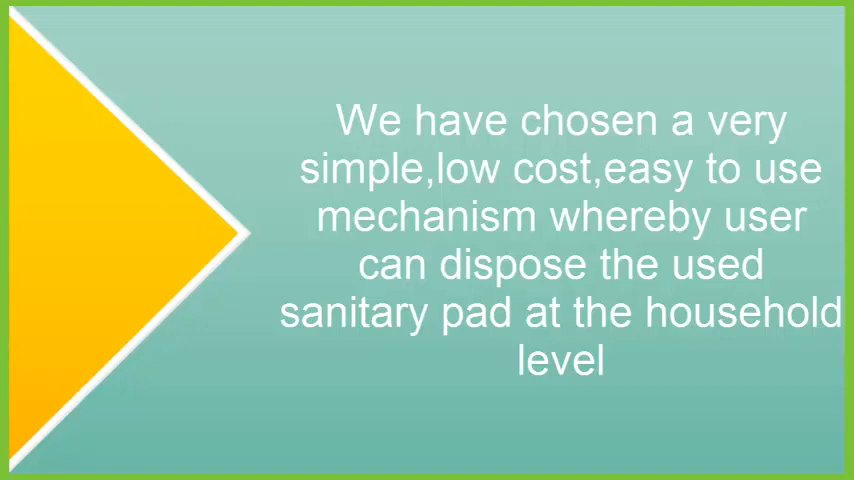 We have chosen a very
simple,low cost,easy to use
mechanism whereby user
can dispose the used
sanitary pad at the household
level